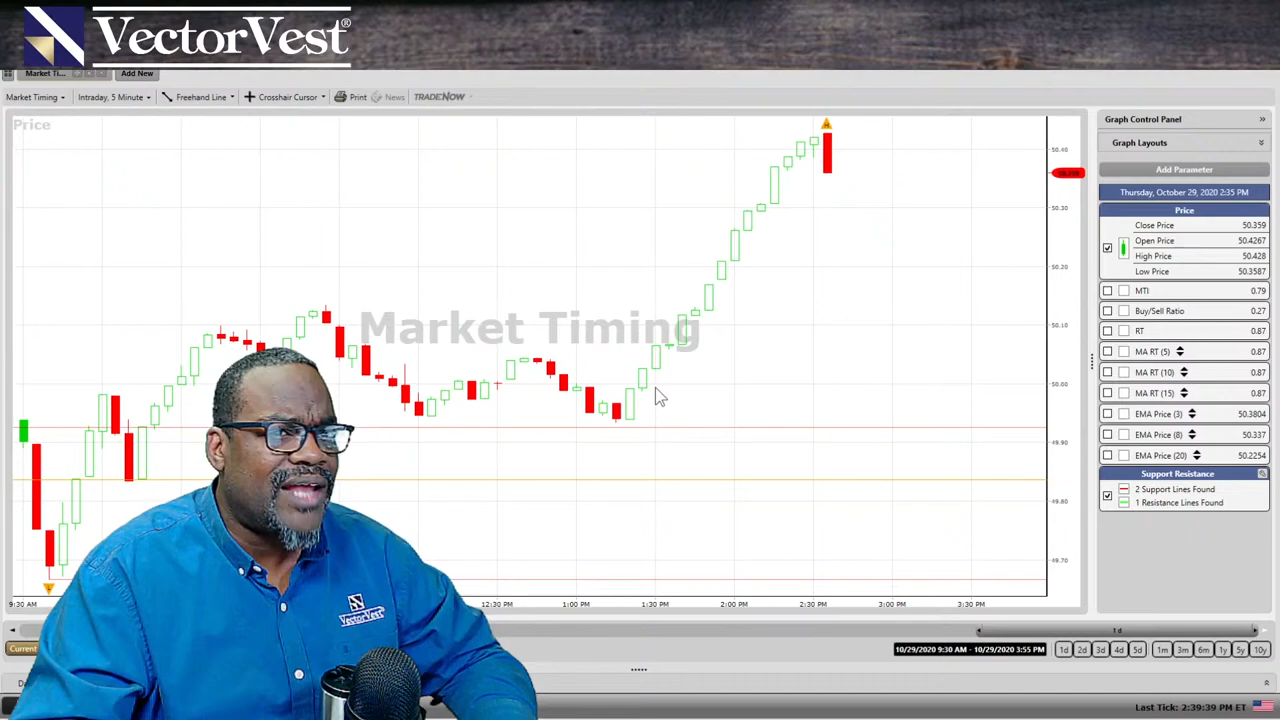 VectorVest®
Market Ti...
Add New
Market Timing
Intraday, 5 Minute
Freehand Line
Crosshair Cursor
Print
News
TRADENOW
Graph Control Panel
Graph Layouts
Add Parameter
Thursday, October 29, 2020 2:35 PM
Price
Close Price 50.359
Open Price 50.4267
High Price 50.428
Low Price 50.3587
MTI 0.79
Buy/Sell Ratio 0.27
RT 0.87
MA RT (5) 0.87
MA RT (10) 0.87
MA RT (15) 0.87
EMA Price (3) 50.3804
EMA Price (8) 50.337
EMA Price (20) 50.2254
Support Resistance
2 Support Lines Found
1 Resistance Lines Found
Price
Market Timing
50.40
50.30
50.20
50.10
50.00
49.90
49.80
49.70
9:30 AM 12:30 PM 1:00 PM 1:30 PM 2:00 PM 2:30 PM 3:00 PM 3:30 PM
1 d
Current
10/29/2020 9:30 AM - 10/29/2020 3:55 PM
1d 2d 3d 4d 5d 1m 3m 6m 1y 5y 10y
VectorVest
Last Tick: 2:39:39 PM ET